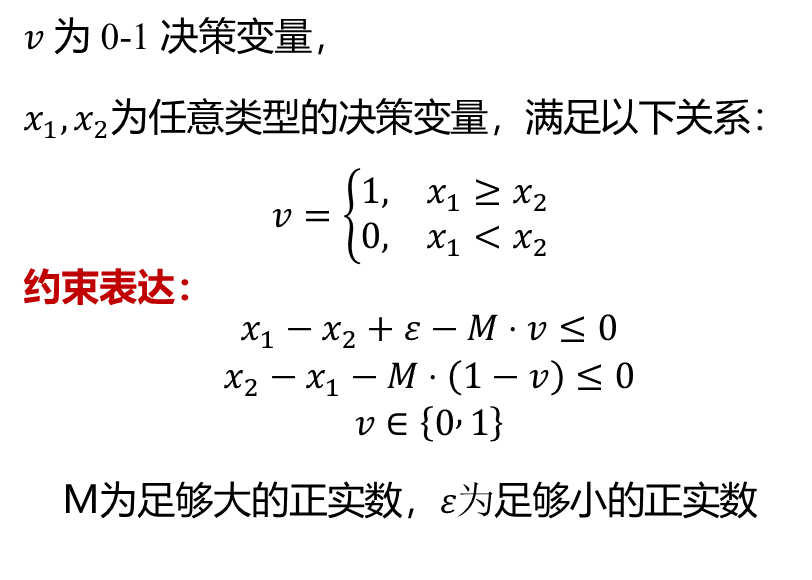 v 为 0-1 决策变量，
x₁, x₂为任意类型的决策变量，满足以下关系：
v = { 1, x₁ ≥ x₂
0, x₁ < x₂
约束表达：
x₁ − x₂ + ε − M · v ≤ 0
x₂ − x₁ − M · (1 − v) ≤ 0
v ∈ {0, 1}
M为足够大的正实数，ε为足够小的正实数